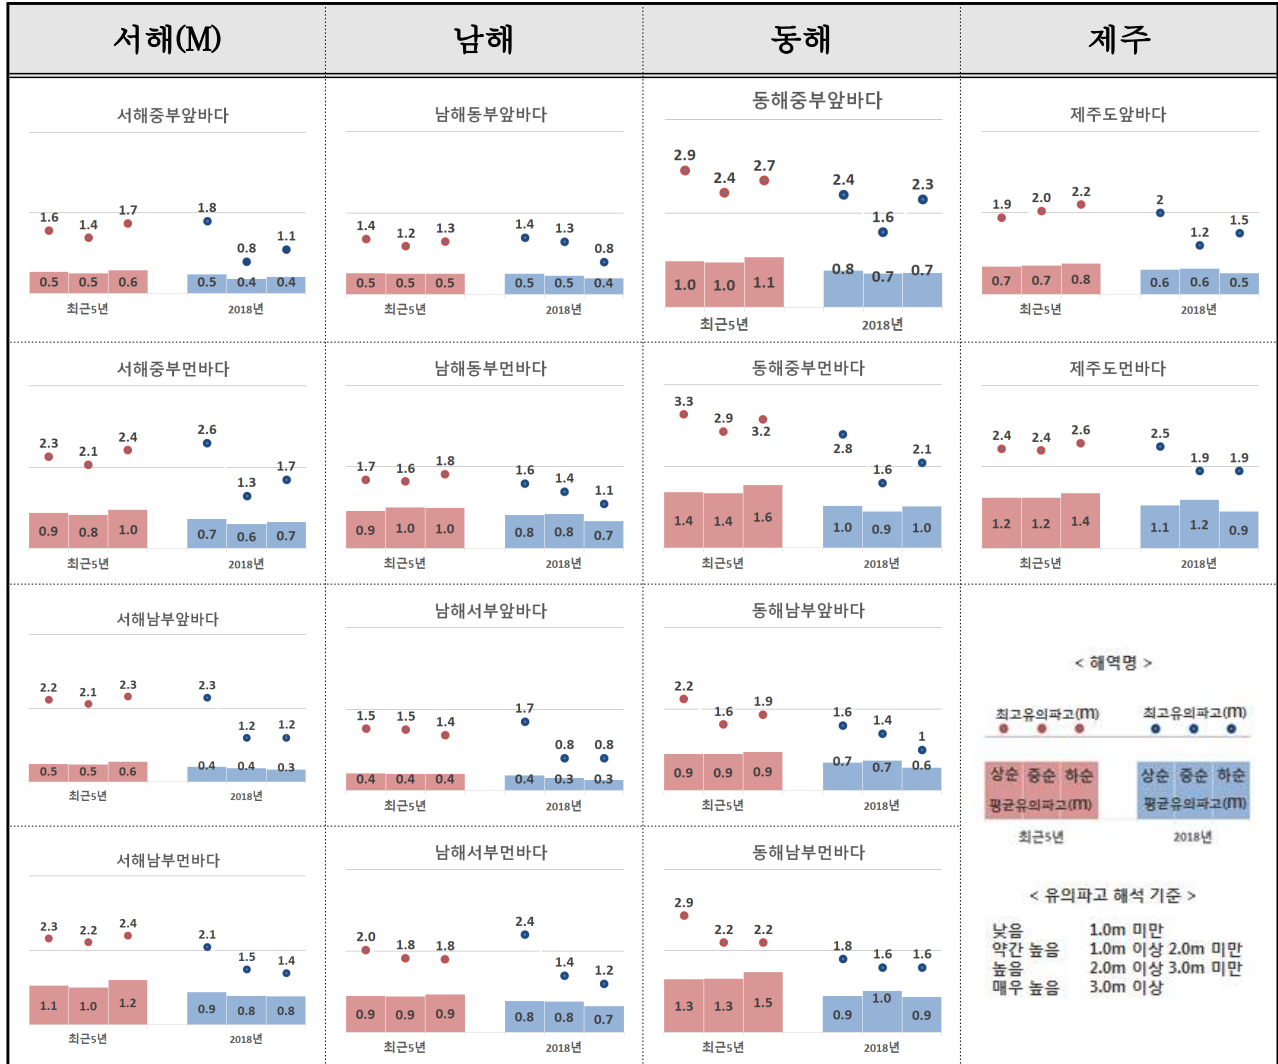 서해(M) 남해 동해 제주
서해중부앞바다
1.6 1.4 1.7 1.8 0.8 1.1
0.5 0.5 0.6 0.5 0.4 0.4
최근5년 2018년
남해동부앞바다
1.4 1.2 1.3 1.4 1.3 0.8
0.5 0.5 0.5 0.5 0.5 0.4
최근5년 2018년
동해중부앞바다
2.9 2.4 2.7 2.4 1.6 2.3
1.0 1.0 1.1 0.8 0.7 0.7
최근5년 2018년
제주도앞바다
1.9 2.0 2.2 2 1.2 1.5
0.7 0.7 0.8 0.6 0.6 0.5
최근5년 2018년
서해중부먼바다
2.3 2.1 2.4 2.6 1.3 1.7
0.9 0.8 1.0 0.7 0.6 0.7
최근5년 2018년
남해동부먼바다
1.7 1.6 1.8 1.6 1.4 1.1
0.9 1.0 1.0 0.8 0.8 0.7
최근5년 2018년
동해중부먼바다
3.3 2.9 3.2 2.8 1.6 2.1
1.4 1.4 1.6 1.0 0.9 1.0
최근5년 2018년
제주도먼바다
2.4 2.4 2.6 2.5 1.9 1.9
1.2 1.2 1.4 1.1 1.2 0.9
최근5년 2018년
서해남부앞바다
2.2 2.1 2.3 2.3 1.2 1.2
0.5 0.5 0.6 0.4 0.4 0.3
최근5년 2018년
남해서부앞바다
1.5 1.5 1.4 1.7 0.8 0.8
0.4 0.4 0.4 0.4 0.3 0.3
최근5년 2018년
동해남부앞바다
2.2 1.6 1.9 1.6 1.4 1
0.9 0.9 0.9 0.7 0.7 0.6
최근5년 2018년
서해남부먼바다
2.3 2.2 2.4 2.1 1.5 1.4
1.1 1.0 1.2 0.9 0.8 0.8
최근5년 2018년
남해서부먼바다
2.0 1.8 1.8 2.4 1.4 1.2
0.9 0.9 0.9 0.8 0.8 0.7
최근5년 2018년
동해남부먼바다
2.9 2.2 2.2 1.8 1.6 1.6
1.3 1.3 1.5 0.9 1.0 0.9
최근5년 2018년
< 해역명 >
최고유의파고(m) 최고유의파고(m)
상순 중순 하순 상순 중순 하순
평균유의파고(m) 평균유의파고(m)
최근5년 2018년
< 유의파고 해석 기준 >
낮음 1.0m 미만
약간 높음 1.0m 이상 2.0m 미만
높음 2.0m 이상 3.0m 미만
매우 높음 3.0m 이상